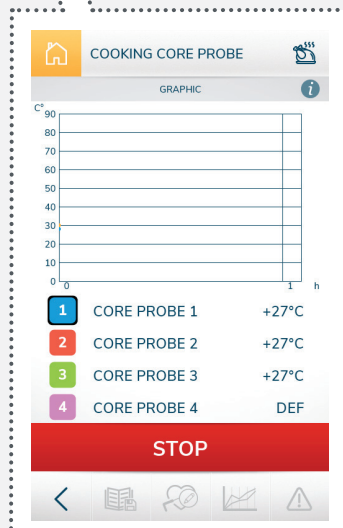 COOKING CORE PROBE
GRAPHIC
i
C°
90
80
70
60
50
40
30
20
10
0
0 1 h
1 CORE PROBE 1 +27°C
2 CORE PROBE 2 +27°C
3 CORE PROBE 3 +27°C
4 CORE PROBE 4 DEF
STOP